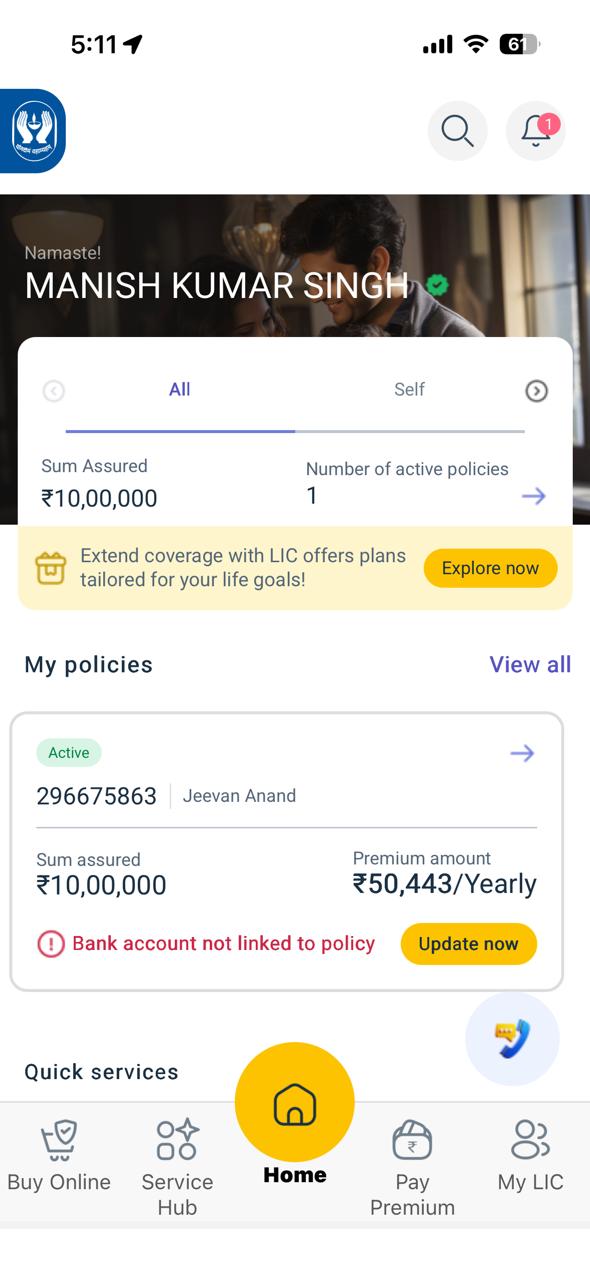 5:11
61
1
Namaste!
MANISH KUMAR SINGH
All
Self
Sum Assured
Number of active policies
₹10,00,000
1
Extend coverage with LIC offers plans
tailored for your life goals!
Explore now
My policies
View all
Active
296675863
Jeevan Anand
Sum assured
Premium amount
₹10,00,000
₹50,443/Yearly
Bank account not linked to policy
Update now
Quick services
Buy Online
Service
Hub
Home
₹
Pay
Premium
My LIC